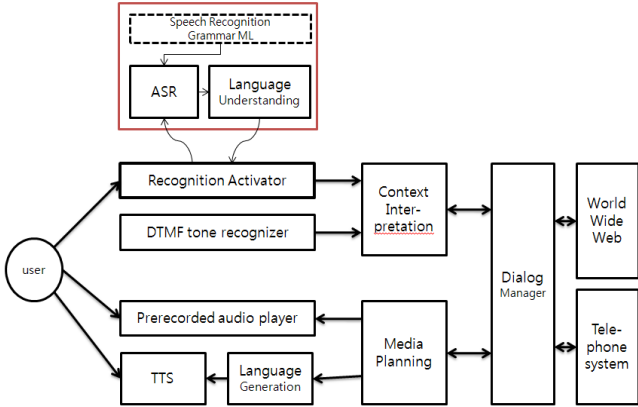 Speech Recognition
Grammar ML
ASR
Language
Understanding
Recognition Activator
DTMF tone recognizer
Context
Inter-
pretation
user
Prerecorded audio player
TTS
Language
Generation
Media
Planning
Dialog
Manager
World
Wide
Web
Tele-
phone
system